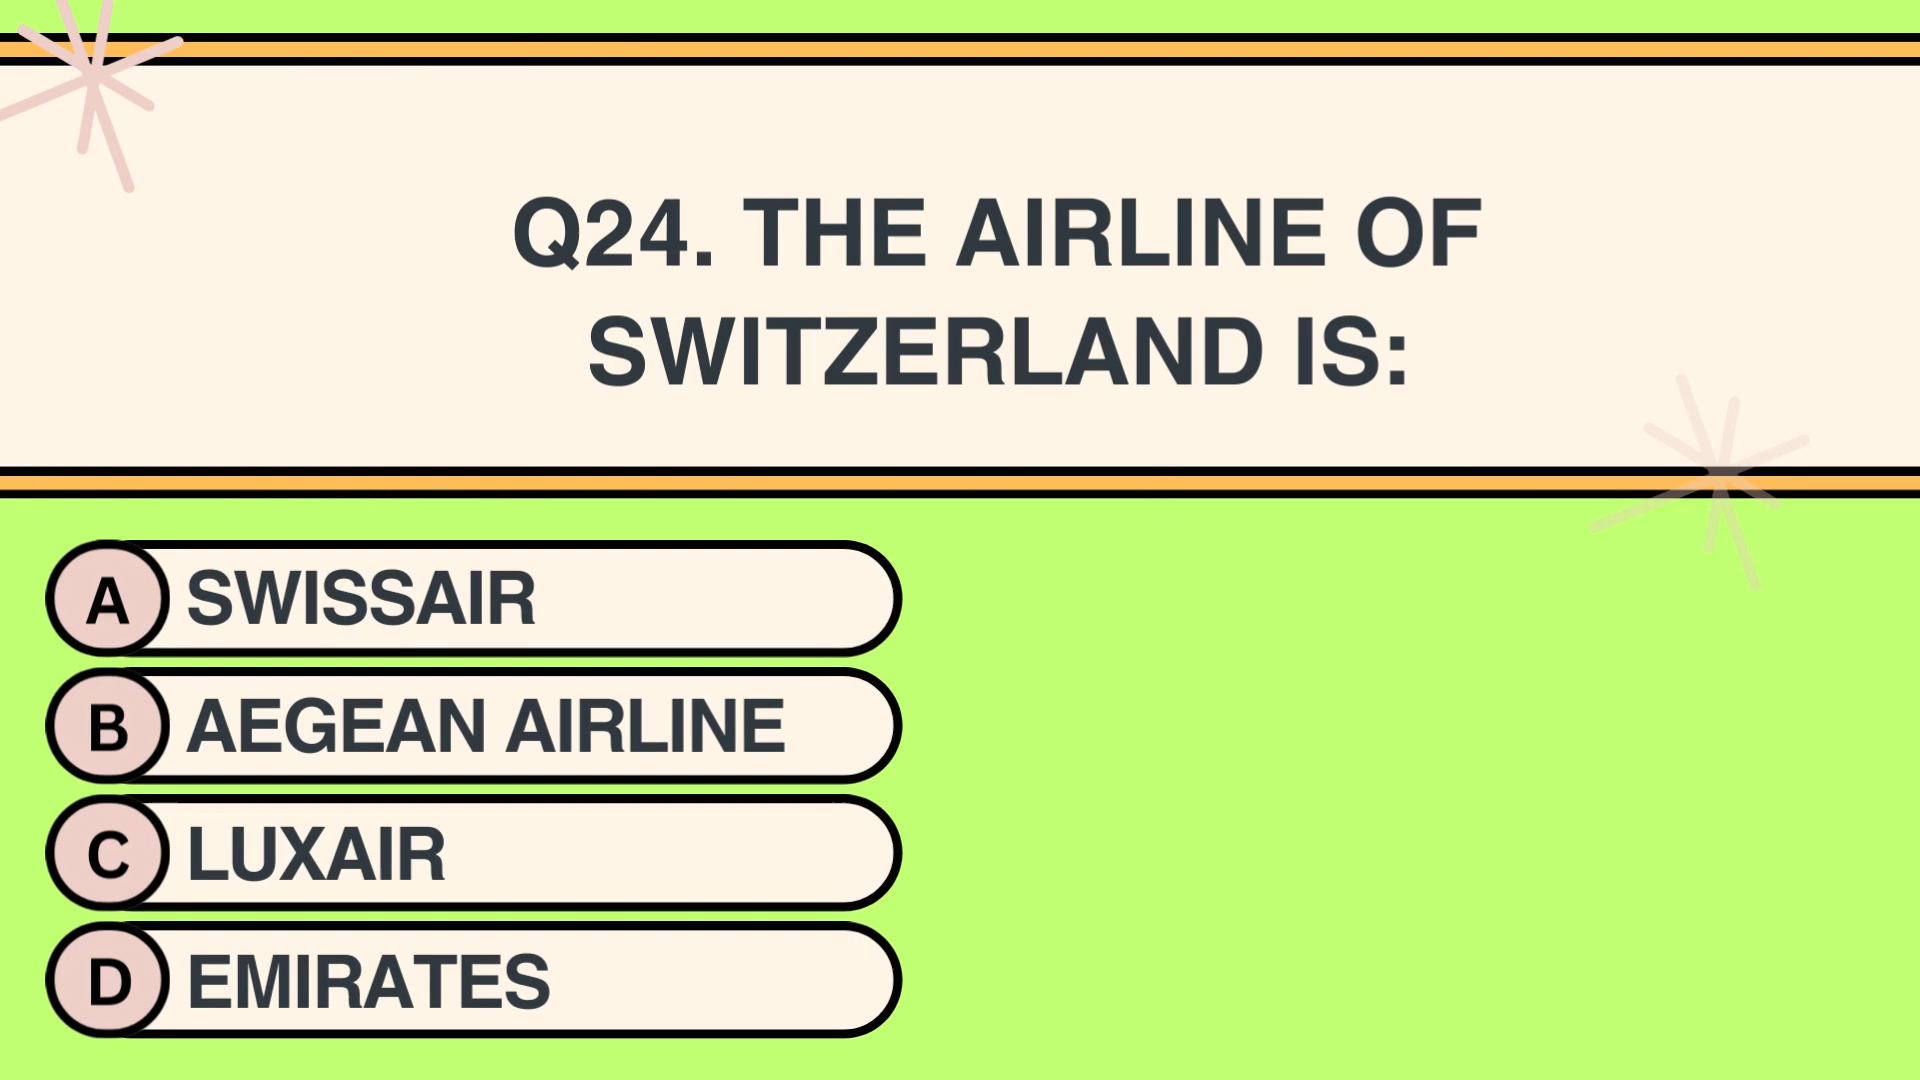 Q24. THE AIRLINE OF
SWITZERLAND IS:
A SWISSAIR
B AEGEAN AIRLINE
C LUXAIR
D EMIRATES